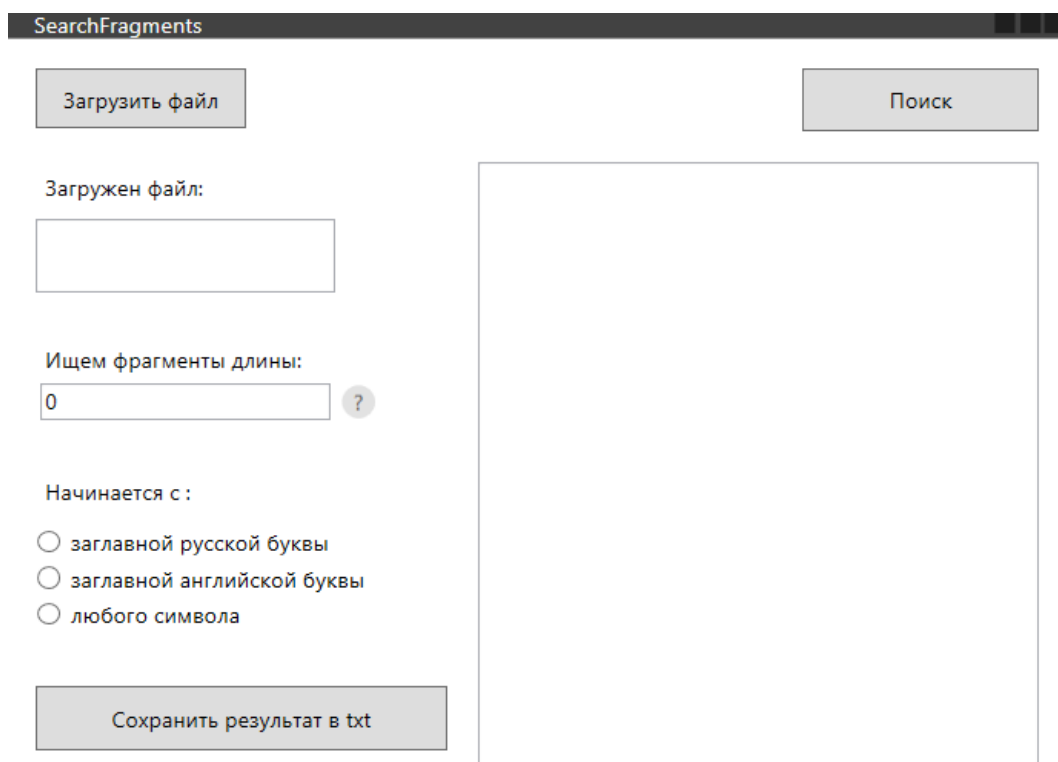 SearchFragments
Загрузить файл
Поиск
Загружен файл:
Ищем фрагменты длины:
0
?
Начинается с :
заглавной русской буквы
заглавной английской буквы
любого символа
Сохранить результат в txt